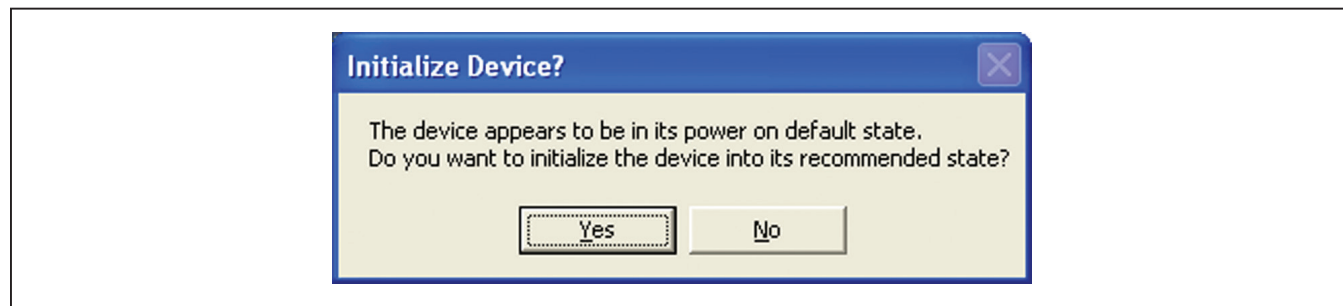 Initialize Device?
The device appears to be in its power on default state.
Do you want to initialize the device into its recommended state?
Yes
No